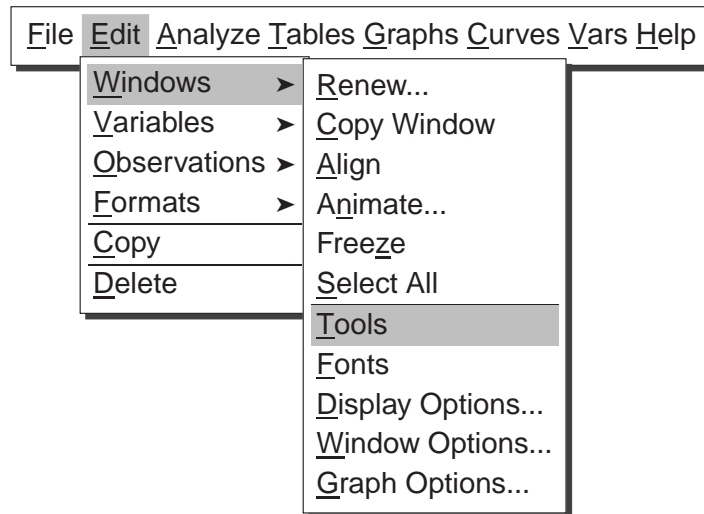 File Edit Analyze Tables Graphs Curves Vars Help
Windows ➤
Variables ➤
Observations ➤
Formats ➤
Copy
Delete
Renew...
Copy Window
Align
Animate...
Freeze
Select All
Tools
Fonts
Display Options...
Window Options...
Graph Options...